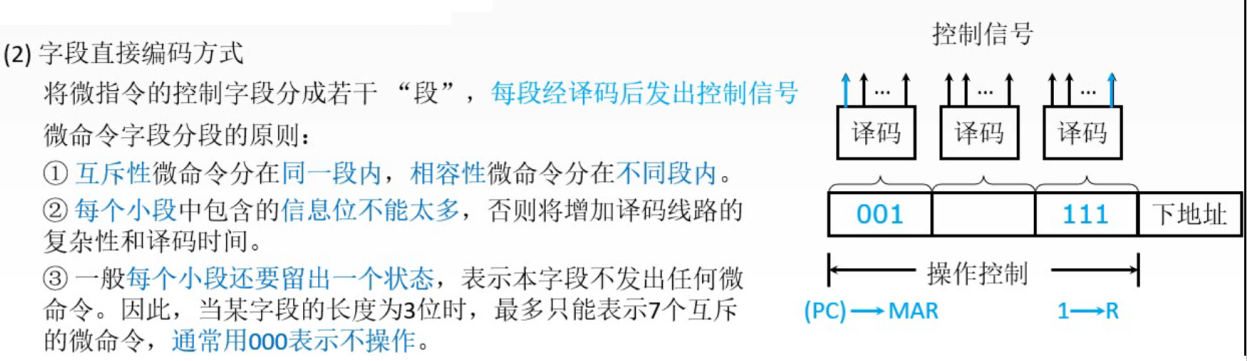 (2) 字段直接编码方式
将微指令的控制字段分成若干 “段”，每段经译码后发出控制信号
微命令字段分段的原则：
① 互斥性微命令分在同一段内，相容性微命令分在不同段内。
② 每个小段中包含的信息位不能太多，否则将增加译码线路的
复杂性和译码时间。
③ 一般每个小段还要留出一个状态，表示本字段不发出任何微
命令。因此，当某字段的长度为3位时，最多只能表示7个互斥
的微命令，通常用000表示不操作。
控制信号
... ... ...
译码 译码 译码
001 111 下地址
操作控制
(PC)→MAR 1→R